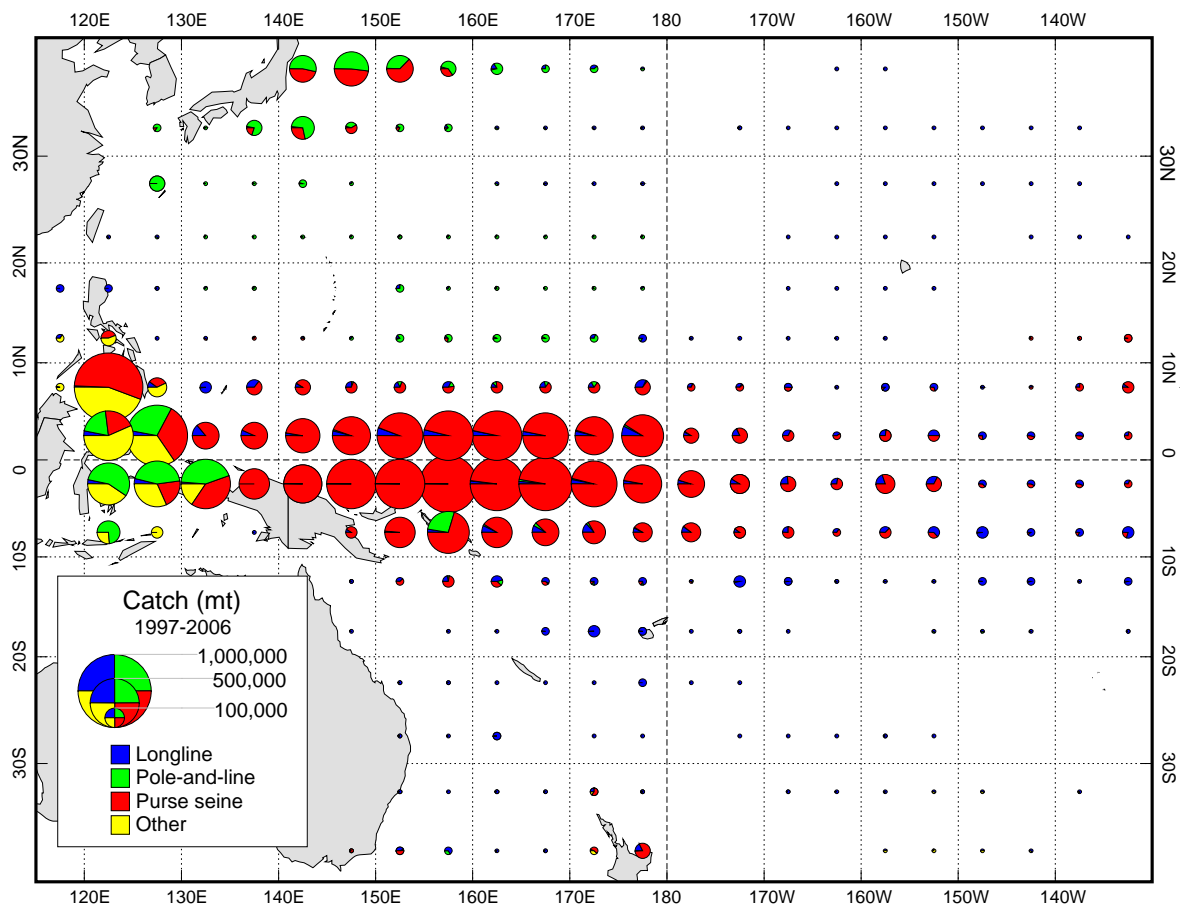 120E 130E 140E 150E 160E 170E 180 170W 160W 150W 140W
30N 30N
20N 20N
10N 10N
0 0
10S 10S
20S 20S
30S 30S
Catch (mt)
1997-2006
1,000,000
500,000
100,000
Longline
Pole-and-line
Purse seine
Other
120E 130E 140E 150E 160E 170E 180 170W 160W 150W 140W